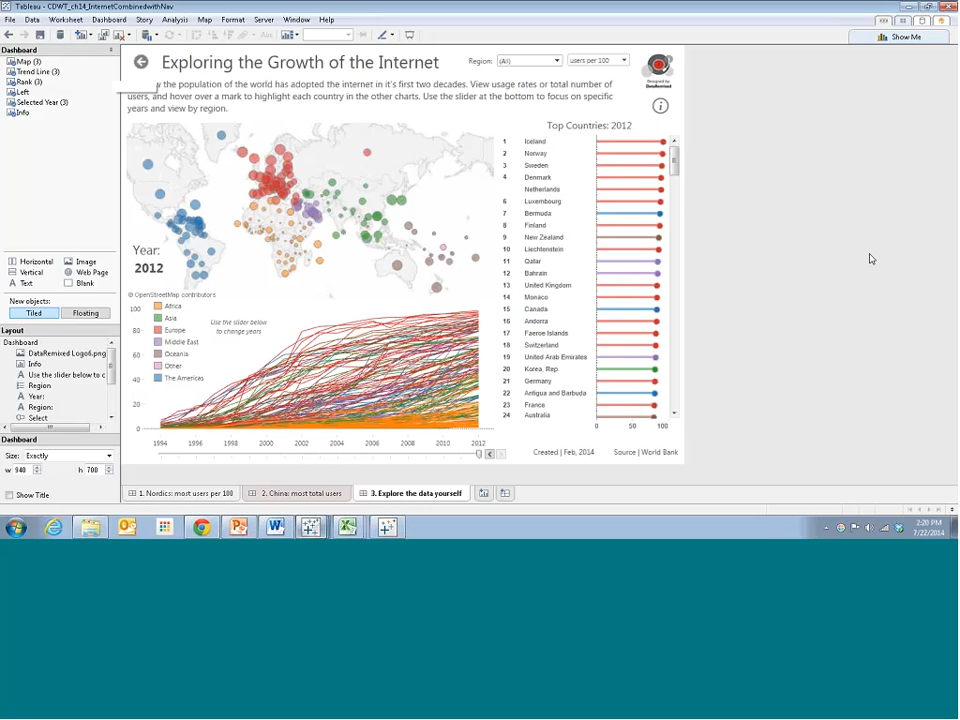 Tableau - CDWT_ch14_InternetCombinedwithNav
File Data Worksheet Dashboard Story Analysis Map Format Server Window Help
Show Me
Dashboard
Map (3)
Trend Line (3)
Rank (3)
Left
Selected Year (3)
Info
Horizontal Image
Vertical Web Page
Text Blank
New objects:
Tiled Floating
Layout
Dashboard
DataRemixed Logo6.png
Info
Use the slider below to c
Region
Year:
Region:
Select
Dashboard
Size: Exactly
w 940 h 700
Show Title
Exploring the Growth of the Internet
Region: (All) users per 100
Designed by
DataRemixed
the population of the world has adopted the internet in it's first two decades. View usage rates or total number of
users, and hover over a mark to highlight each country in the other charts. Use the slider at the bottom to focus on specific
years and view by region.
Year:
2012
© OpenStreetMap contributors
Africa
Asia
Europe
Middle East
Oceania
Other
The Americas
Use the slider below
to change years
100
80
60
40
20
0
1994 1996 1998 2000 2002 2004 2006 2008 2010 2012
Top Countries: 2012
1 Iceland
2 Norway
3 Sweden
4 Denmark
Netherlands
6 Luxembourg
7 Bermuda
8 Finland
9 New Zealand
10 Liechtenstein
11 Qatar
12 Bahrain
13 United Kingdom
14 Monaco
15 Canada
16 Andorra
17 Faeroe Islands
18 Switzerland
19 United Arab Emirates
20 Korea, Rep
21 Germany
22 Antigua and Barbuda
23 France
24 Australia
0 50 100
Created | Feb, 2014 Source | World Bank
1. Nordics: most users per 100 2. China: most total users 3. Explore the data yourself
2:20 PM
7/22/2014